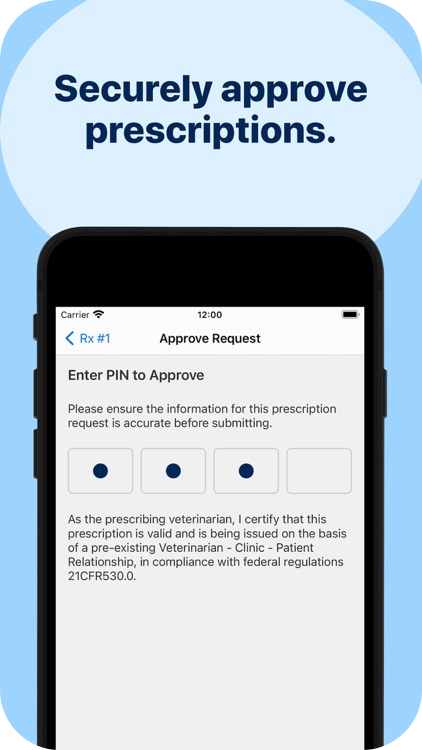 Securely approve
prescriptions.
Carrier 12:00
Rx #1 Approve Request
Enter PIN to Approve
Please ensure the information for this prescription
request is accurate before submitting.
As the prescribing veterinarian, I certify that this
prescription is valid and is being issued on the basis
of a pre-existing Veterinarian - Clinic - Patient
Relationship, in compliance with federal regulations
21CFR530.0.